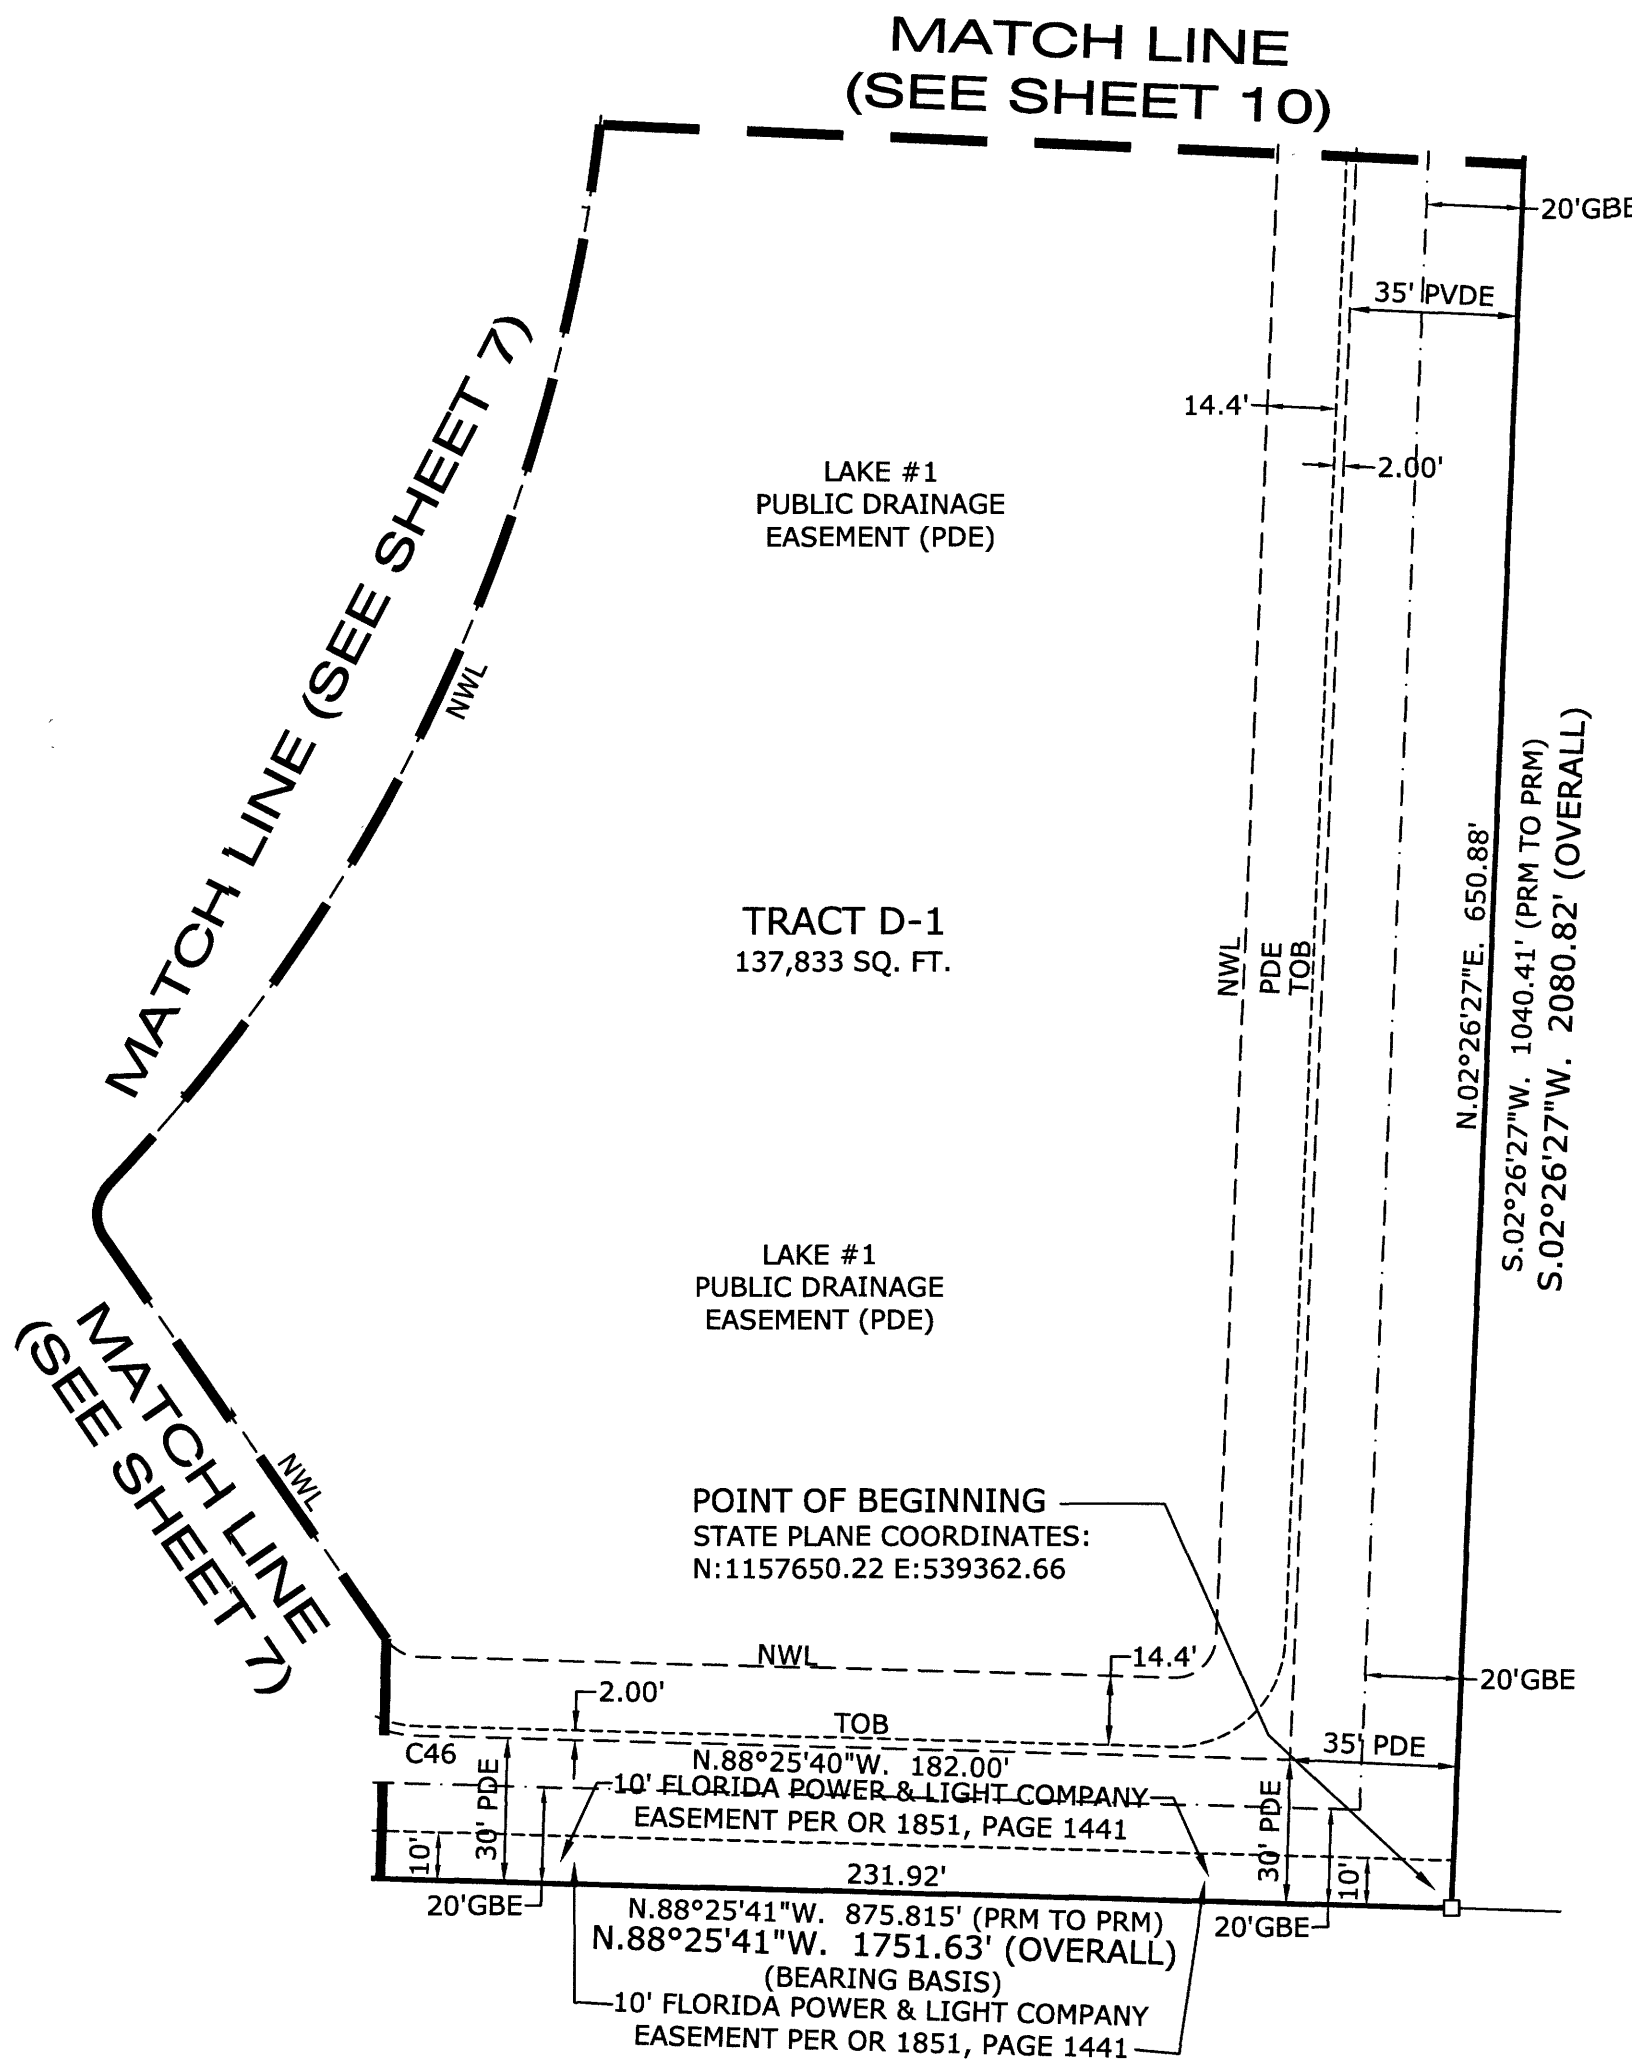 MATCH LINE
(SEE SHEET 10)
20'GBE
35' PVDE
14.4'
2.00'
MATCH LINE (SEE SHEET 7)
LAKE #1
PUBLIC DRAINAGE
EASEMENT (PDE)
NWL
TRACT D-1
137,833 SQ. FT.
NWL
PDE
TOB
N.02°26'27"E. 650.88'
S.02°26'27"W. 1040.41' (PRM TO PRM)
S.02°26'27"W. 2080.82' (OVERALL)
LAKE #1
PUBLIC DRAINAGE
EASEMENT (PDE)
MATCH LINE
(SEE SHEET 7)
NWL
POINT OF BEGINNING
STATE PLANE COORDINATES:
N:1157650.22 E:539362.66
NWL
14.4'
20'GBE
2.00'
TOB
C46
N.88°25'40"W. 182.00'
35' PDE
30' PDE
10' FLORIDA POWER & LIGHT COMPANY
EASEMENT PER OR 1851, PAGE 1441
30' PDE
10'
231.92'
10'
20'GBE
N.88°25'41"W. 875.815' (PRM TO PRM)
20'GBE
N.88°25'41"W. 1751.63' (OVERALL)
(BEARING BASIS)
10' FLORIDA POWER & LIGHT COMPANY
EASEMENT PER OR 1851, PAGE 1441